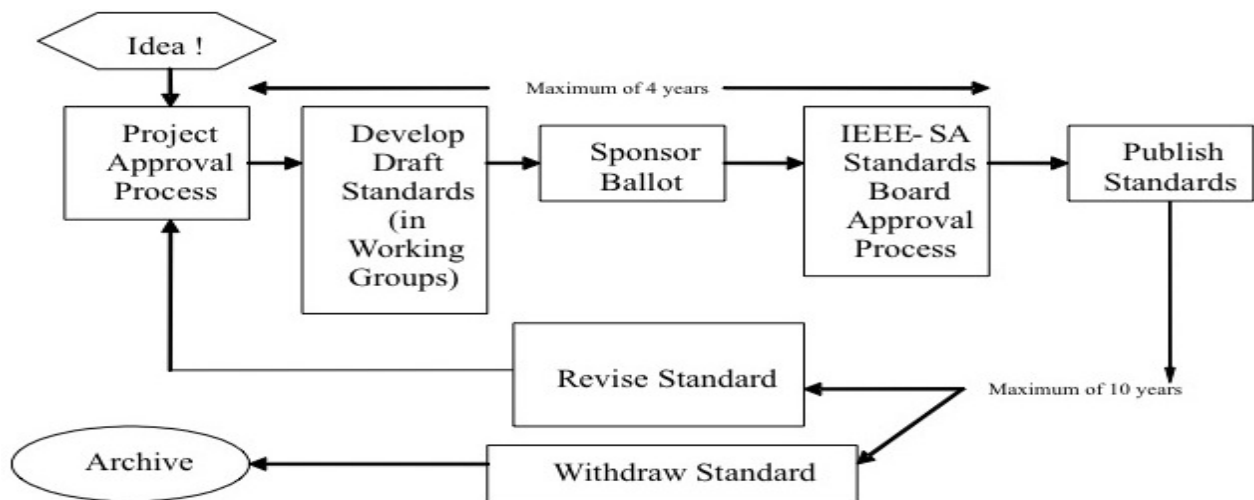 Idea !
Maximum of 4 years
Project
Approval
Process
Develop
Draft
Standards
(in
Working
Groups)
Sponsor
Ballot
IEEE- SA
Standards
Board
Approval
Process
Publish
Standards
Revise Standard
Maximum of 10 years
Archive
Withdraw Standard